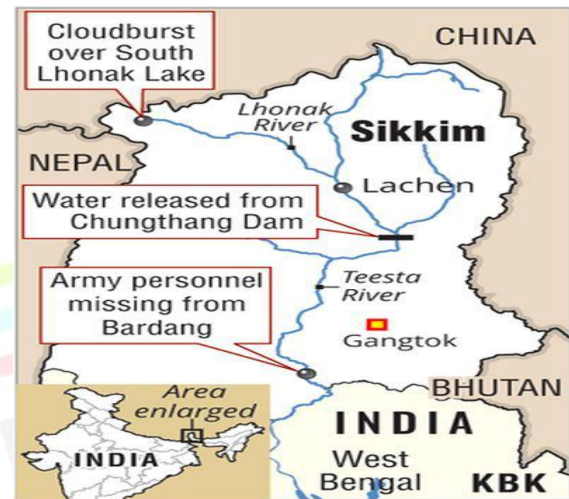 Cloudburst
over South
Lhonak Lake
CHINA
Lhonak
River
Sikkim
NEPAL
Lachen
Water released from
Chungthang Dam
Army personnel
missing from
Bardang
Teesta
River
Gangtok
BHUTAN
Area
enlarged
INDIA
INDIA
West
Bengal
KBK